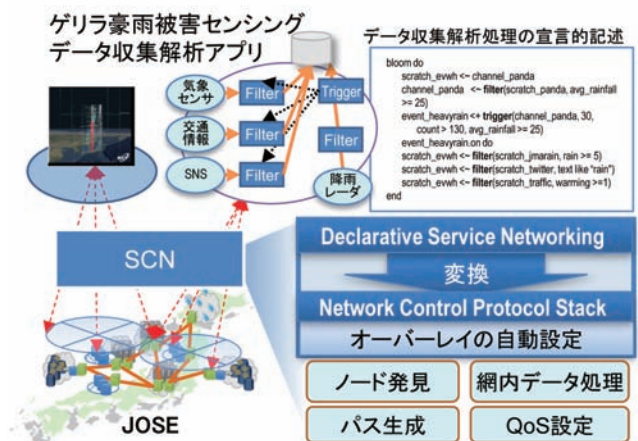 ゲリラ豪雨被害センシング
データ収集解析アプリ
気象
センサ
交通
情報
SNS
Filter
Filter
Filter
Trigger
Filter
降雨
レーダ
データ収集解析処理の宣言的記述
bloom do
scratch_evwh <- channel_panda
channel_panda <~ filter(scratch_panda, avg_rainfall
>= 25)
event_heavyrain <+ trigger(channel_panda, 30,
count > 130, avg_rainfall >= 25)
event_heavyrain.on do
scratch_evwh <~ filter(scratch_jmarain, rain >= 5)
scratch_evwh <~ filter(scratch_twitter, text like "rain")
scratch_evwh <~ filter(scratch_traffic, warming >=1)
end
SCN
Declarative Service Networking
変換
Network Control Protocol Stack
オーバーレイの自動設定
ノード発見
網内データ処理
パス生成
QoS設定
JOSE